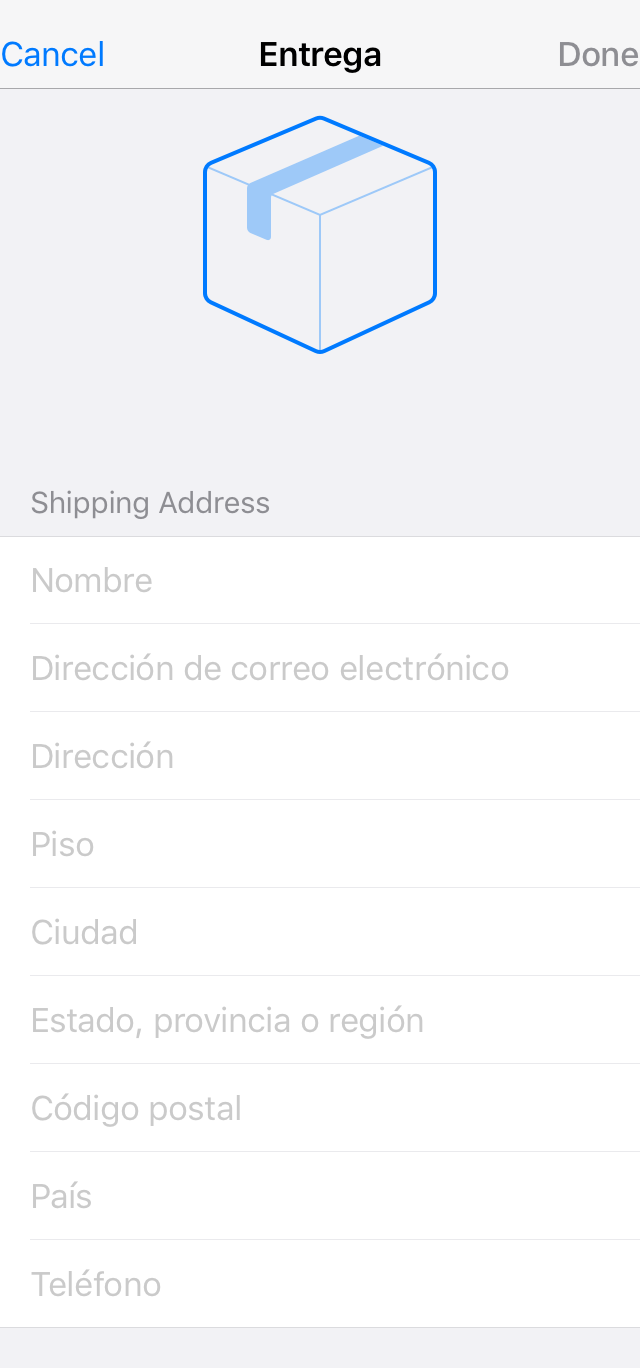 Cancel Entrega Done
Shipping Address
Nombre
Dirección de correo electrónico
Dirección
Piso
Ciudad
Estado, provincia o región
Código postal
País
Teléfono